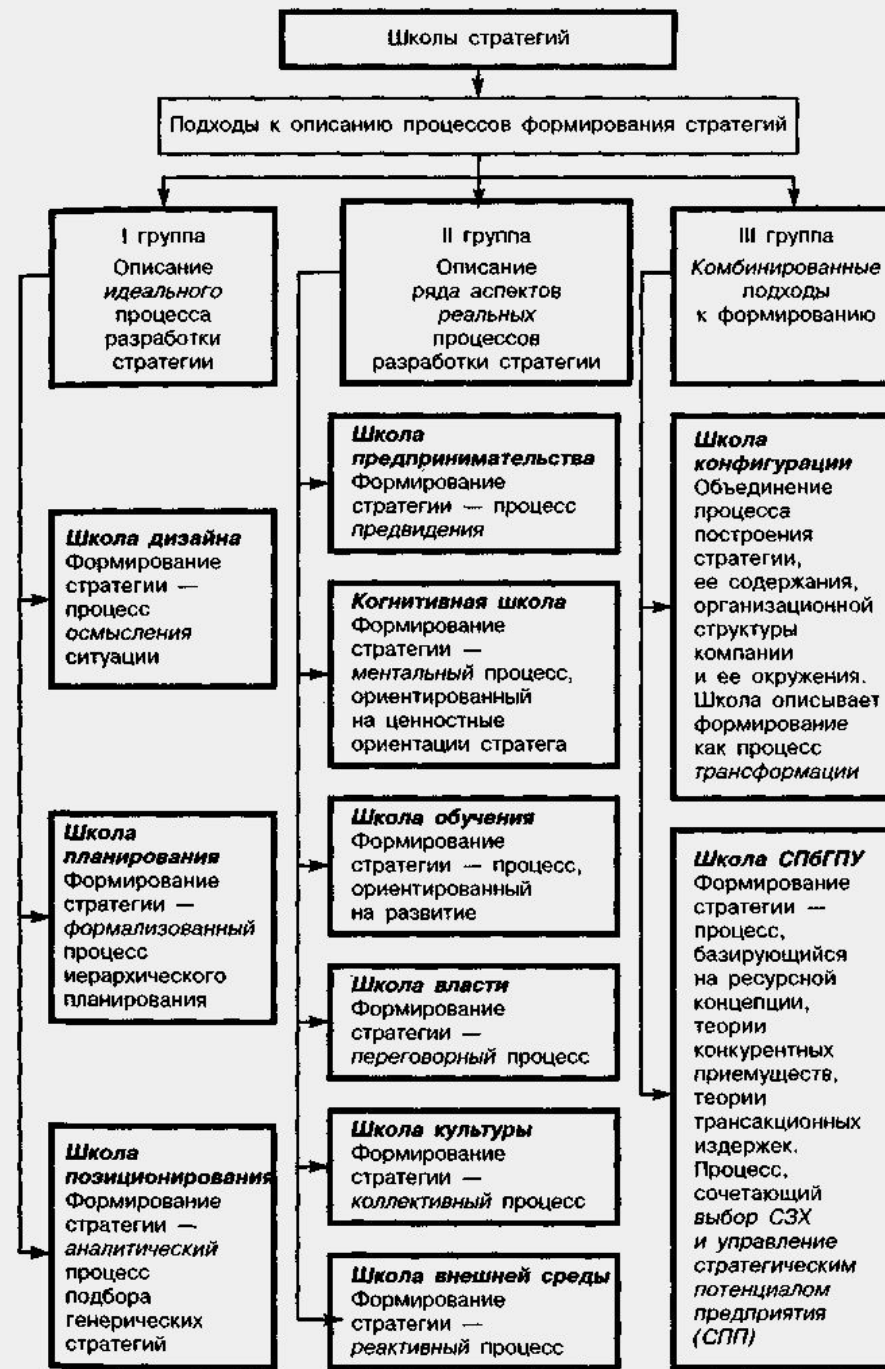 Школы стратегий
Подходы к описанию процессов формирования стратегий
I группа
Описание
идеального
процесса
разработки
стратегии
Школа дизайна
Формирование
стратегии —
процесс
осмысления
ситуации
Школа
планирования
Формирование
стратегии —
формализованный
процесс
иерархического
планирования
Школа
позиционирования
Формирование
стратегии —
аналитический
процесс
подбора
генерических
стратегий
II группа
Описание
ряда аспектов
реальных
процессов
разработки стратегии
Школа
предпринимательства
Формирование
стратегии — процесс
предвидения
Когнитивная школа
Формирование
стратегии —
ментальный процесс,
ориентированный
на ценностные
ориентации стратега
Школа обучения
Формирование
стратегии — процесс,
ориентированный
на развитие
Школа власти
Формирование
стратегии —
переговорный процесс
Школа культуры
Формирование
стратегии —
коллективный процесс
Школа внешней среды
Формирование
стратегии —
реактивный процесс
III группа
Комбинированные
подходы
к формированию
Школа
конфигурации
Объединение
процесса
построения
стратегии,
ее содержания,
организационной
структуры
компании
и ее окружения.
Школа описывает
формирование
как процесс
трансформации
Школа СПбГПУ
Формирование
стратегии —
процесс,
базирующийся
на ресурсной
концепции,
теории
конкурентных
приемуществ,
теории
трансакционных
издержек.
Процесс,
сочетающий
выбор СЗХ
и управление
стратегическим
потенциалом
предприятия
(СПП)